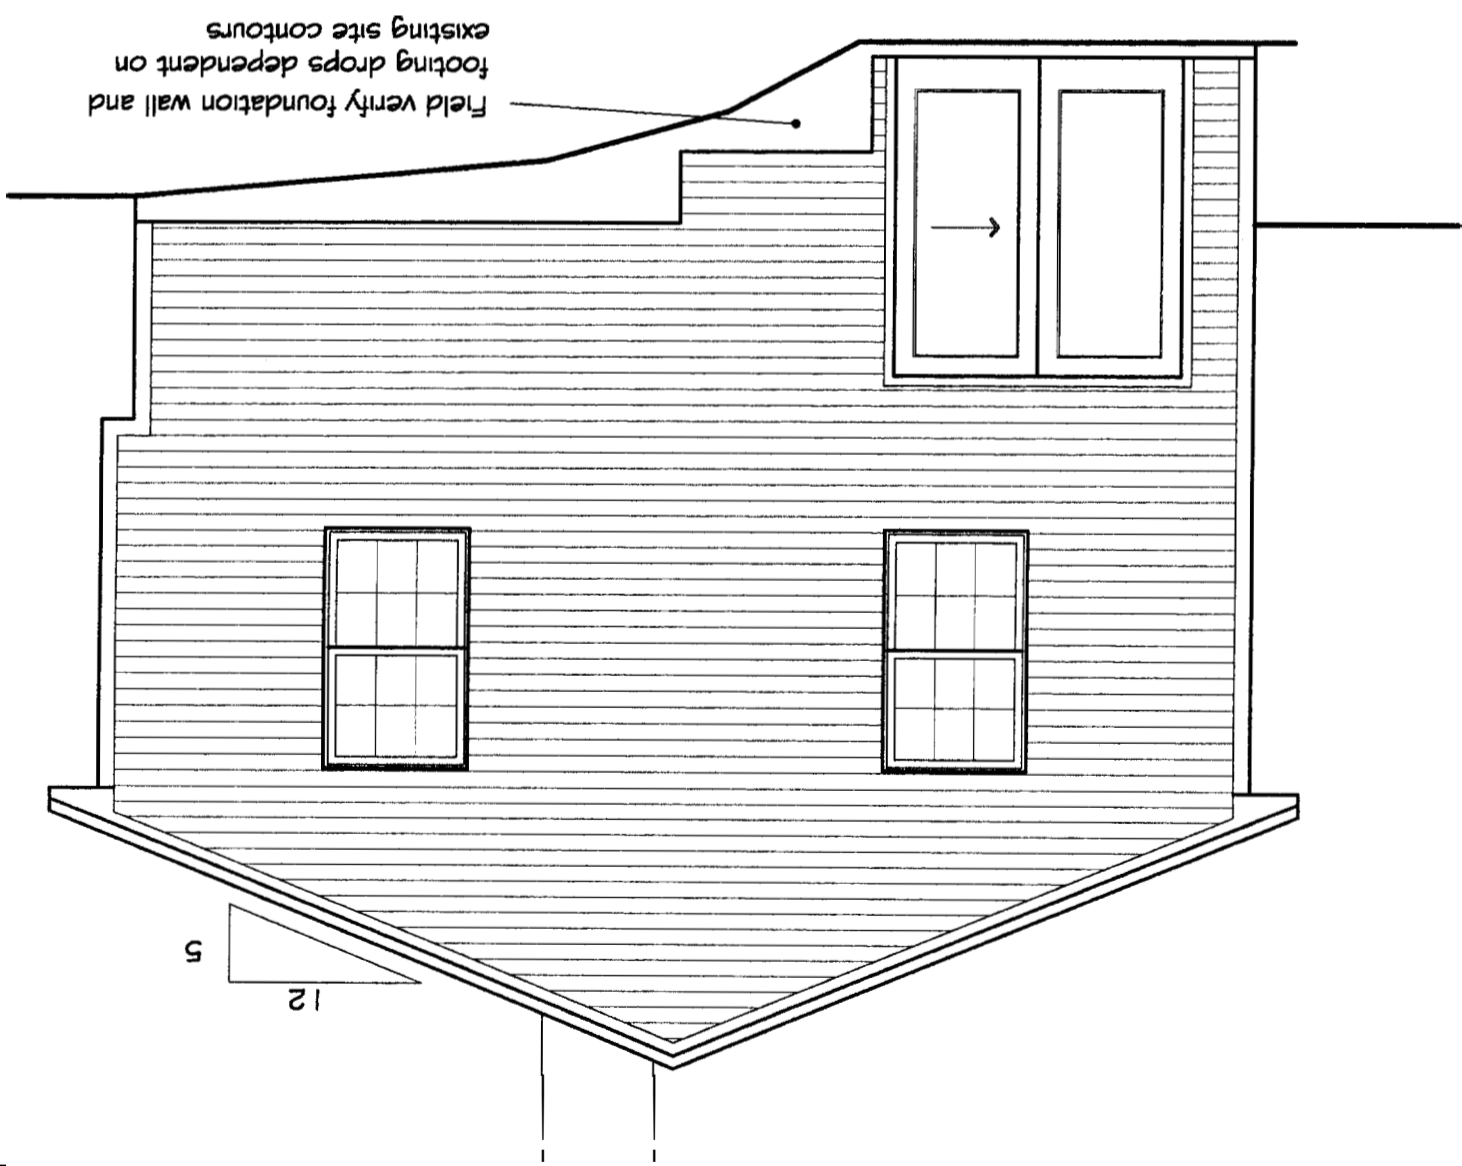 12
5
Field verify foundation wall and
footing drops dependent on
existing site contours